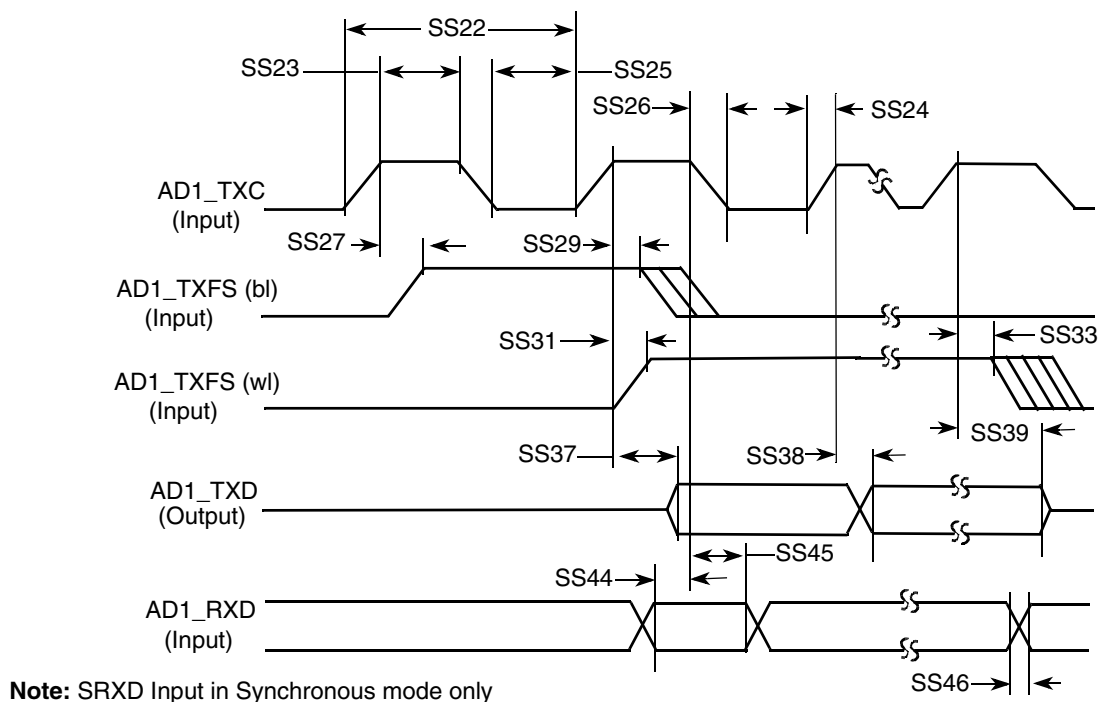 SS22
SS23
SS25
SS26
SS24
AD1_TXC
(Input)
SS27
SS29
AD1_TXFS (bl)
(Input)
SS31
SS33
AD1_TXFS (wl)
(Input)
SS39
SS37
SS38
AD1_TXD
(Output)
SS45
SS44
AD1_RXD
(Input)
SS46
Note: SRXD Input in Synchronous mode only